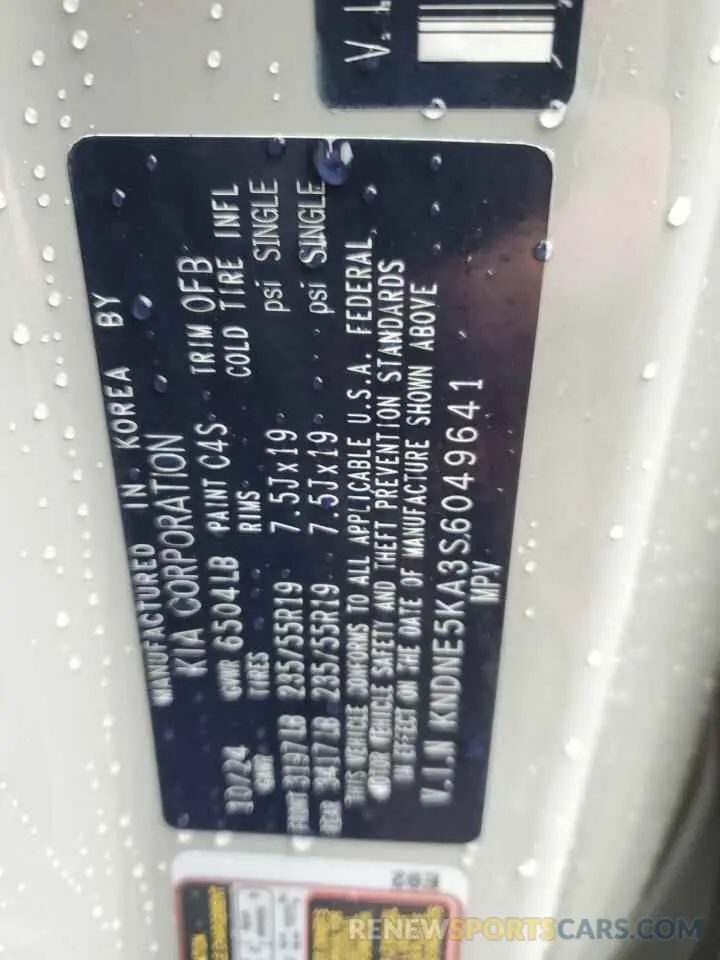 V.I.
MANUFACTURED IN KOREA BY
KIA CORPORATION
10/24 GVWR 6504LB PAINT C4S TRIM OFB
GAWR TIRES RIMS COLD TIRE INFL
FRONT 3197LB 235/55R19 7.5Jx19 psi SINGLE
REAR 3417LB 235/55R19 7.5Jx19 psi SINGLE
THIS VEHICLE CONFORMS TO ALL APPLICABLE U.S.A. FEDERAL
MOTOR VEHICLE SAFETY AND THEFT PREVENTION STANDARDS
IN EFFECT ON THE DATE OF MANUFACTURE SHOWN ABOVE
V.I.N KNDNE5KA3S6049641
MPV
RENEWSPORTSCARS.COM